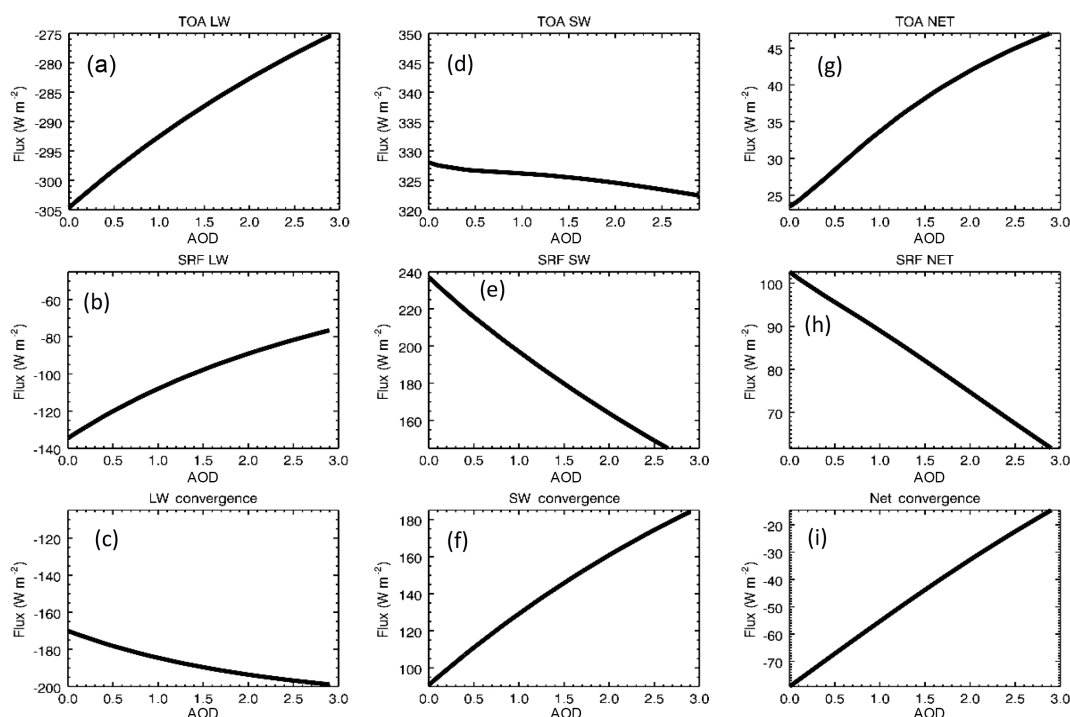 TOA LW
TOA SW
TOA NET
-275
-280
-285
-290
-295
-300
-305
Flux (W m⁻²)
(a)
0.0 0.5 1.0 1.5 2.0 2.5 3.0
AOD
350
345
340
335
330
325
320
Flux (W m⁻²)
(d)
0.0 0.5 1.0 1.5 2.0 2.5
AOD
45
40
35
30
25
Flux (W m⁻²)
(g)
0.0 0.5 1.0 1.5 2.0 2.5 3.0
AOD
SRF LW
SRF SW
SRF NET
-60
-80
-100
-120
-140
Flux (W m⁻²)
(b)
0.0 0.5 1.0 1.5 2.0 2.5 3.0
AOD
240
220
200
180
160
Flux (W m⁻²)
(e)
0.0 0.5 1.0 1.5 2.0 2.5 3.0
AOD
100
90
80
70
Flux (W m⁻²)
(h)
0.0 0.5 1.0 1.5 2.0 2.5 3.0
AOD
LW convergence
SW convergence
Net convergence
-120
-140
-160
-180
-200
Flux (W m⁻²)
(c)
0.0 0.5 1.0 1.5 2.0 2.5 3.0
AOD
180
160
140
120
100
Flux (W m⁻²)
(f)
0.0 0.5 1.0 1.5 2.0 2.5 3.0
AOD
-20
-30
-40
-50
-60
-70
Flux (W m⁻²)
(i)
0.0 0.5 1.0 1.5 2.0 2.5 3.0
AOD